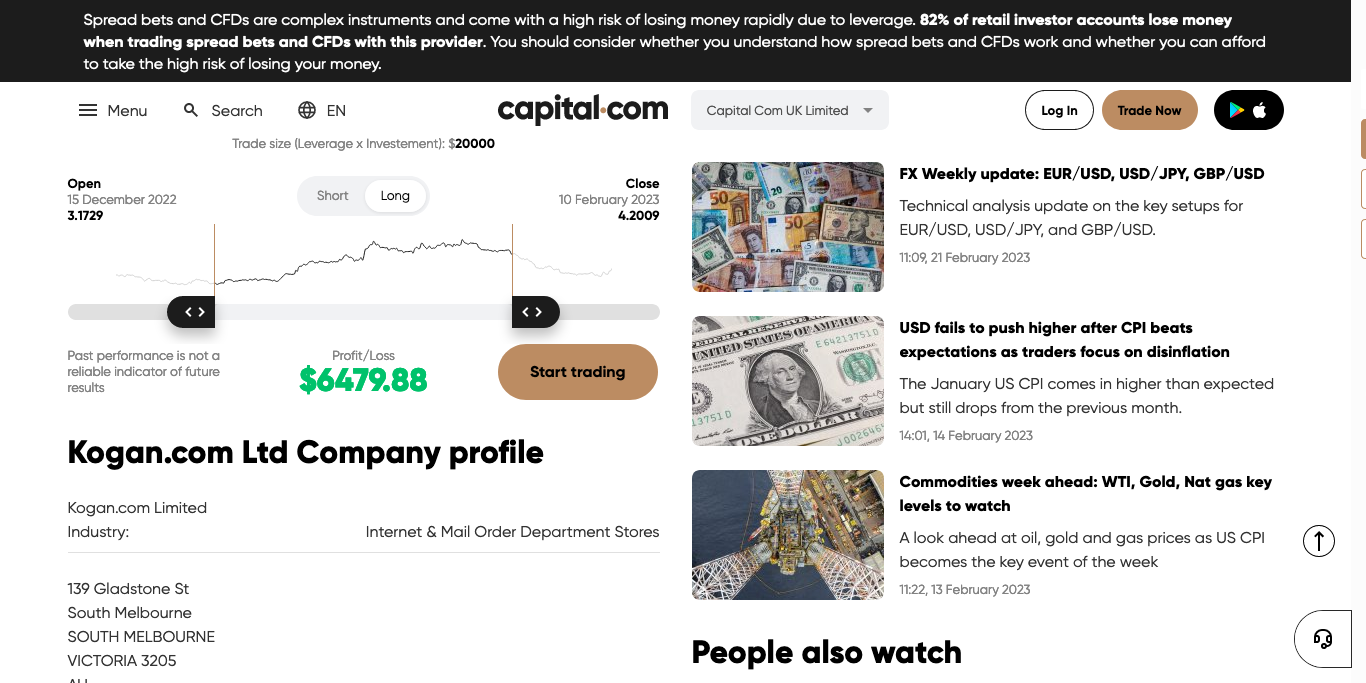 Spread bets and CFDs are complex instruments and come with a high risk of losing money rapidly due to leverage. 82% of retail investor accounts lose money
when trading spread bets and CFDs with this provider. You should consider whether you understand how spread bets and CFDs work and whether you can afford
to take the high risk of losing your money.
Menu
Search
EN
capital.com
Capital Com UK Limited
Log In
Trade Now
Trade size (Leverage x Investement): $20000
Open
15 December 2022
3.1729
Short
Long
Close
10 February 2023
4.2009
Past performance is not a
reliable indicator of future
results
Profit/Loss
$6479.88
Start trading
Kogan.com Ltd Company profile
Kogan.com Limited
Industry:
Internet & Mail Order Department Stores
139 Gladstone St
South Melbourne
SOUTH MELBOURNE
VICTORIA 3205
FX Weekly update: EUR/USD, USD/JPY, GBP/USD
Technical analysis update on the key setups for
EUR/USD, USD/JPY, and GBP/USD.
11:09, 21 February 2023
USD fails to push higher after CPI beats
expectations as traders focus on disinflation
The January US CPI comes in higher than expected
but still drops from the previous month.
14:01, 14 February 2023
Commodities week ahead: WTI, Gold, Nat gas key
levels to watch
A look ahead at oil, gold and gas prices as US CPI
becomes the key event of the week
11:22, 13 February 2023
People also watch